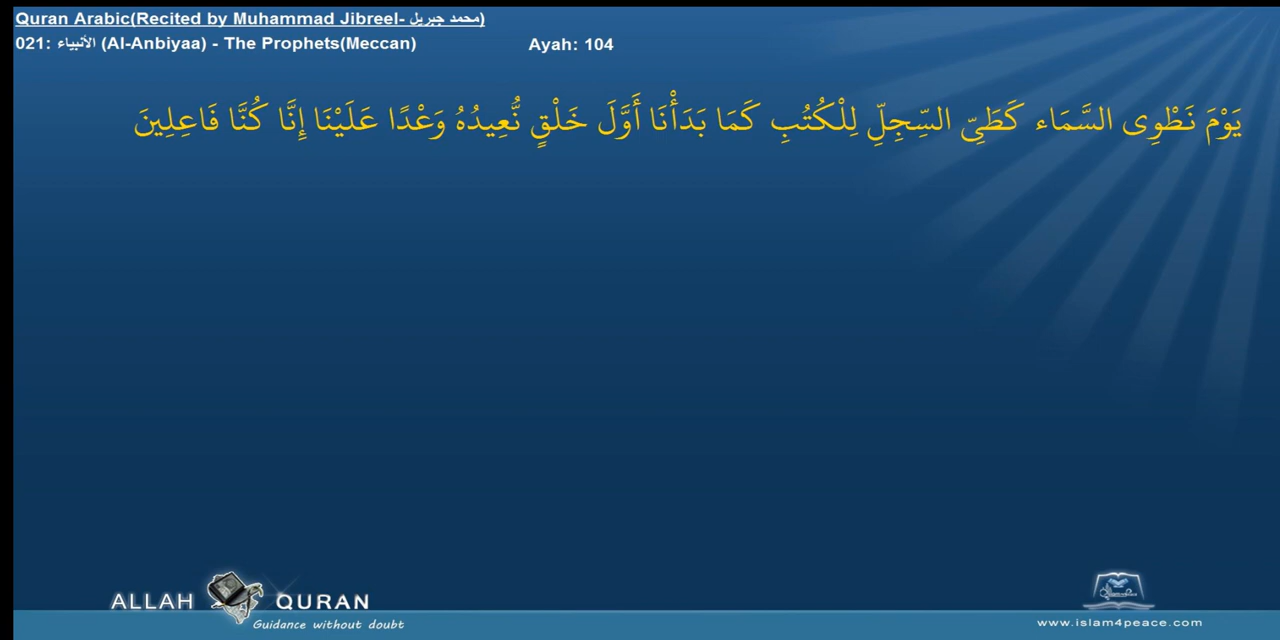 Quran Arabic(Recited by Muhammad Jibreel- محمد جبريل)
021: الأنبياء (Al-Anbiyaa) - The Prophets(Meccan) Ayah: 104
يَوْمَ نَطْوِى السَّمَاء كَطَىِّ السِّجِلِّ لِلْكُتُبِ كَمَا بَدَأْنَا أَوَّلَ خَلْقٍ نُّعِيدُهُ وَعْدًا عَلَيْنَا إِنَّا كُنَّا فَاعِلِينَ
ALLAH QURAN
Guidance without doubt
www.islam4peace.com